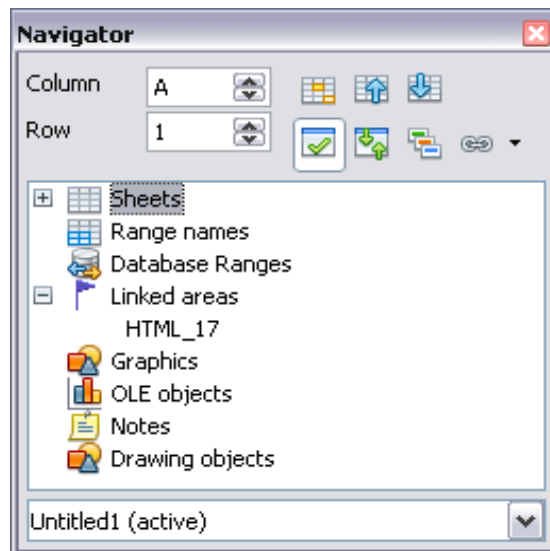 Navigator
Column A
Row 1
Sheets
Range names
Database Ranges
Linked areas
HTML_17
Graphics
OLE objects
Notes
Drawing objects
Untitled1 (active)